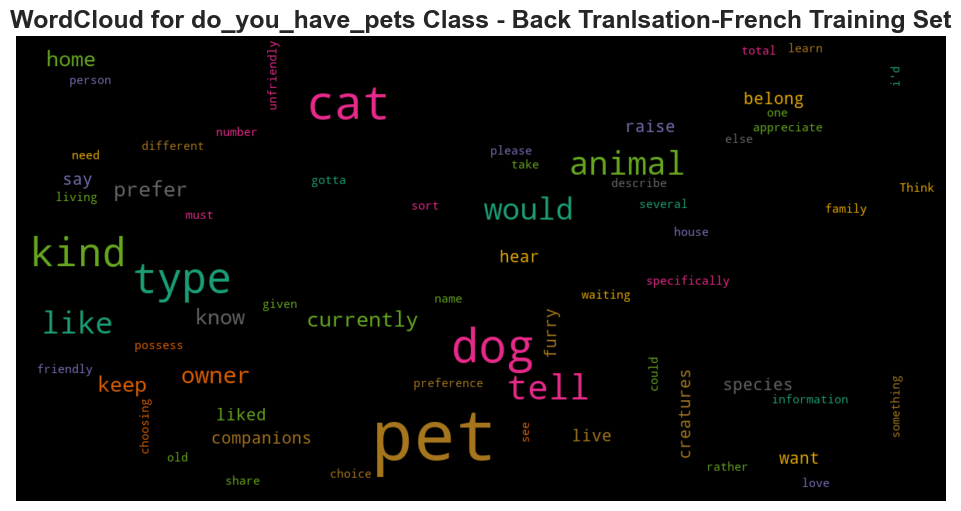 WordCloud for do_you_have_pets Class - Back Tranlsation-French Training Set
home
person
unfriendly
cat
total
learn
i'd
belong
one
appreciate
else
raise
number
different
need
please
take
animal
describe
say
living
prefer
gotta
Think
must
sort
would
several
family
house
kind
type
hear
specifically
waiting
given
name
like
know
currently
furry
dog
possess
friendly
keep
owner
preference
tell
could
creatures
species
information
something
choosing
liked
companions
pet
see
live
old
want
rather
share
choice
love